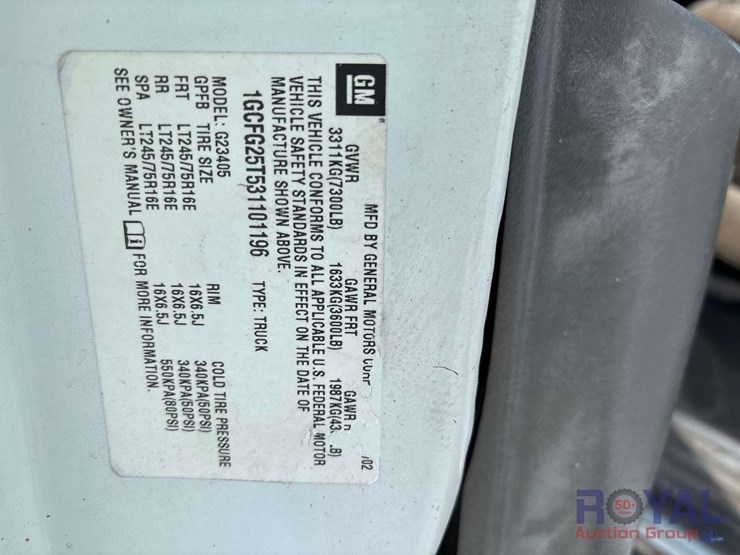 GM
MFD BY GENERAL MOTORS /02
GVWR GAWR FRT GAWR
3311KG(7300LB) 1633KG(3600LB)
THIS VEHICLE CONFORMS TO ALL APPLICABLE U.S. FEDERAL MOTOR
VEHICLE SAFETY STANDARDS IN EFFECT ON THE DATE OF
MANUFACTURE SHOWN ABOVE.
1GCFG25T531101196 TYPE: TRUCK
MODEL: G23405
GPFB TIRE SIZE RIM COLD TIRE PRESSURE
FRT LT245/75R16E 16X6.5J 340KPA(50PSI)
RR LT245/75R16E 16X6.5J 340KPA(50PSI)
SPA LT245/75R16E 16X6.5J 550KPA(80PSI)
SEE OWNER'S MANUAL FOR MORE INFORMATION.
ROYAL
50
Auction Group